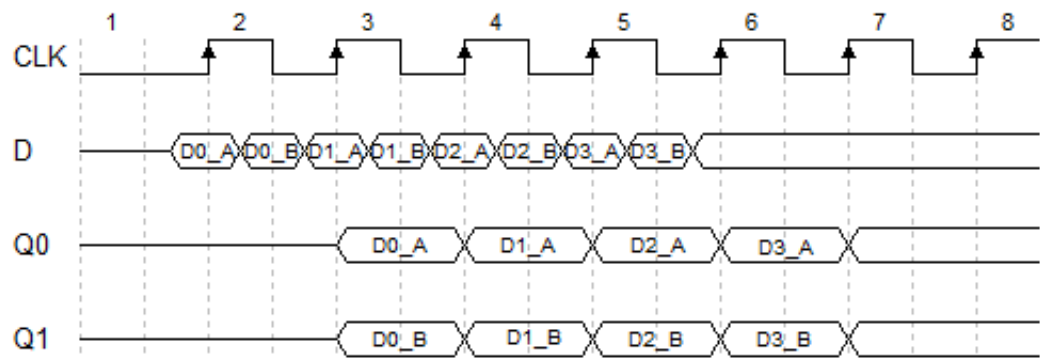 1 2 3 4 5 6 7 8
CLK
D D0_A D0_B D1_A D1_B D2_A D2_B D3_A D3_B
Q0 D0_A D1_A D2_A D3_A
Q1 D0_B D1_B D2_B D3_B